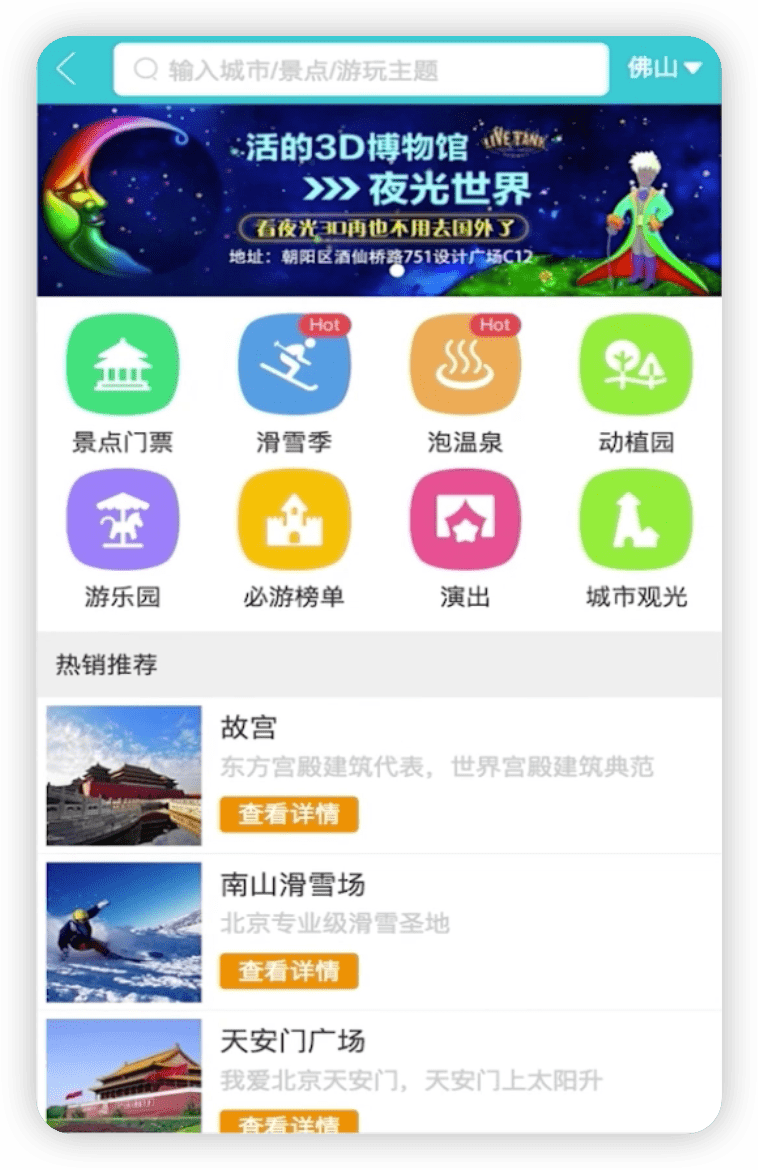 输入城市/景点/游玩主题
佛山
活的3D博物馆
LIVE TANK
>>> 夜光世界
看夜光3D再也不用去国外了
地址：朝阳区酒仙桥路751设计广场C12
Hot
Hot
景点门票
滑雪季
泡温泉
动植园
游乐园
必游榜单
演出
城市观光
热销推荐
故宫
东方宫殿建筑代表，世界宫殿建筑典范
查看详情
南山滑雪场
北京专业级滑雪圣地
查看详情
天安门广场
我爱北京天安门，天安门上太阳升
查看详情